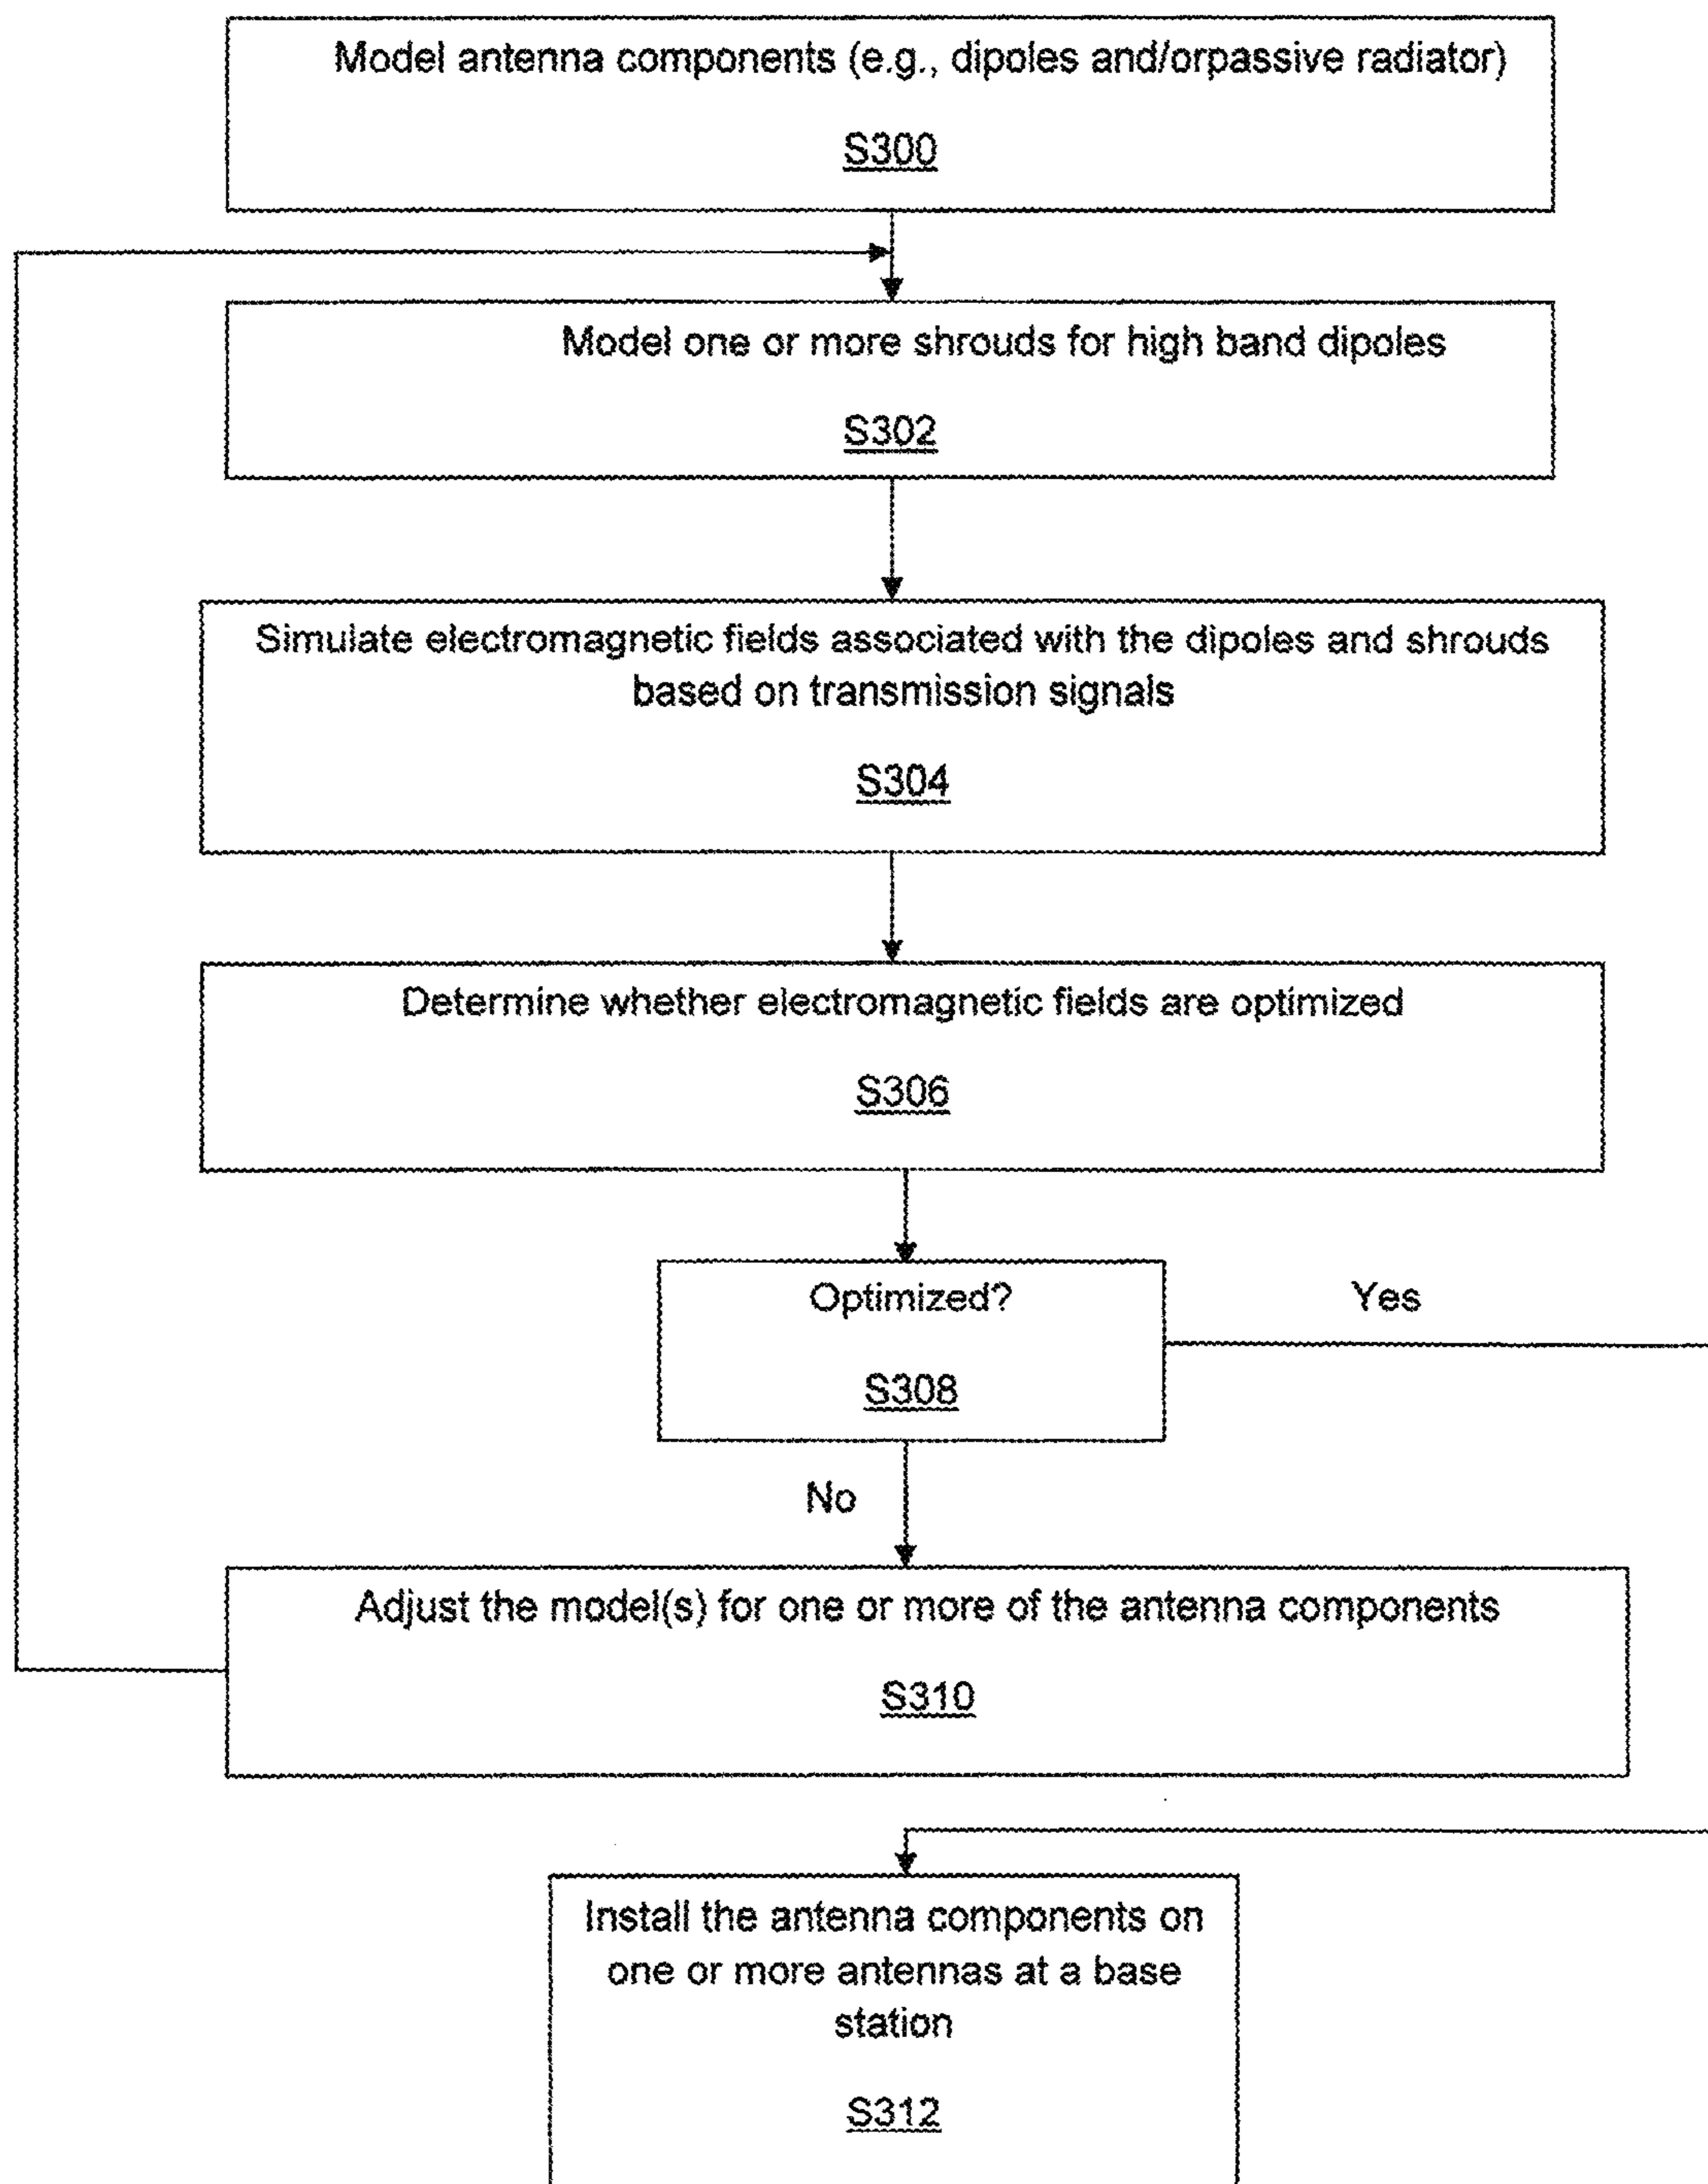 Model antenna components (e.g., dipoles and/orpassive radiator)
S300
Model one or more shrouds for high band dipoles
S302
Simulate electromagnetic fields associated with the dipoles and shrouds
based on transmission signals
S304
Determine whether electromagnetic fields are optimized
S306
Optimized?
S308
Yes
No
Adjust the model(s) for one or more of the antenna components
S310
Install the antenna components on
one or more antennas at a base
station
S312